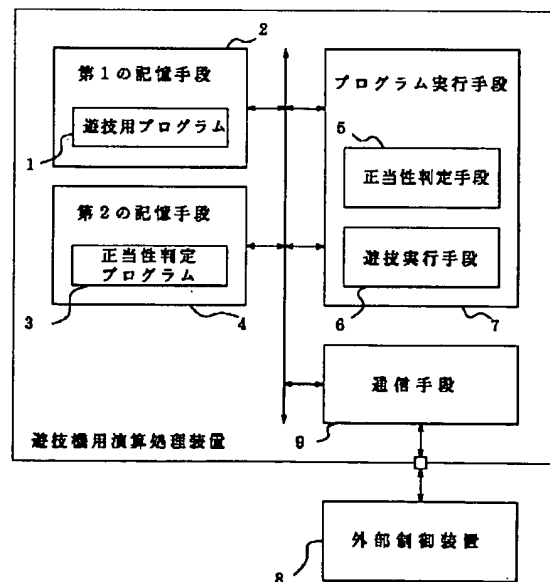 2
第1の記憶手段
遊技用プログラム
1
プログラム実行手段
5
正当性判定手段
第2の記憶手段
正当性判定
プログラム
3
4
遊技実行手段
6
7
通信手段
9
遊技機用演算処理装置
外部制御装置
8